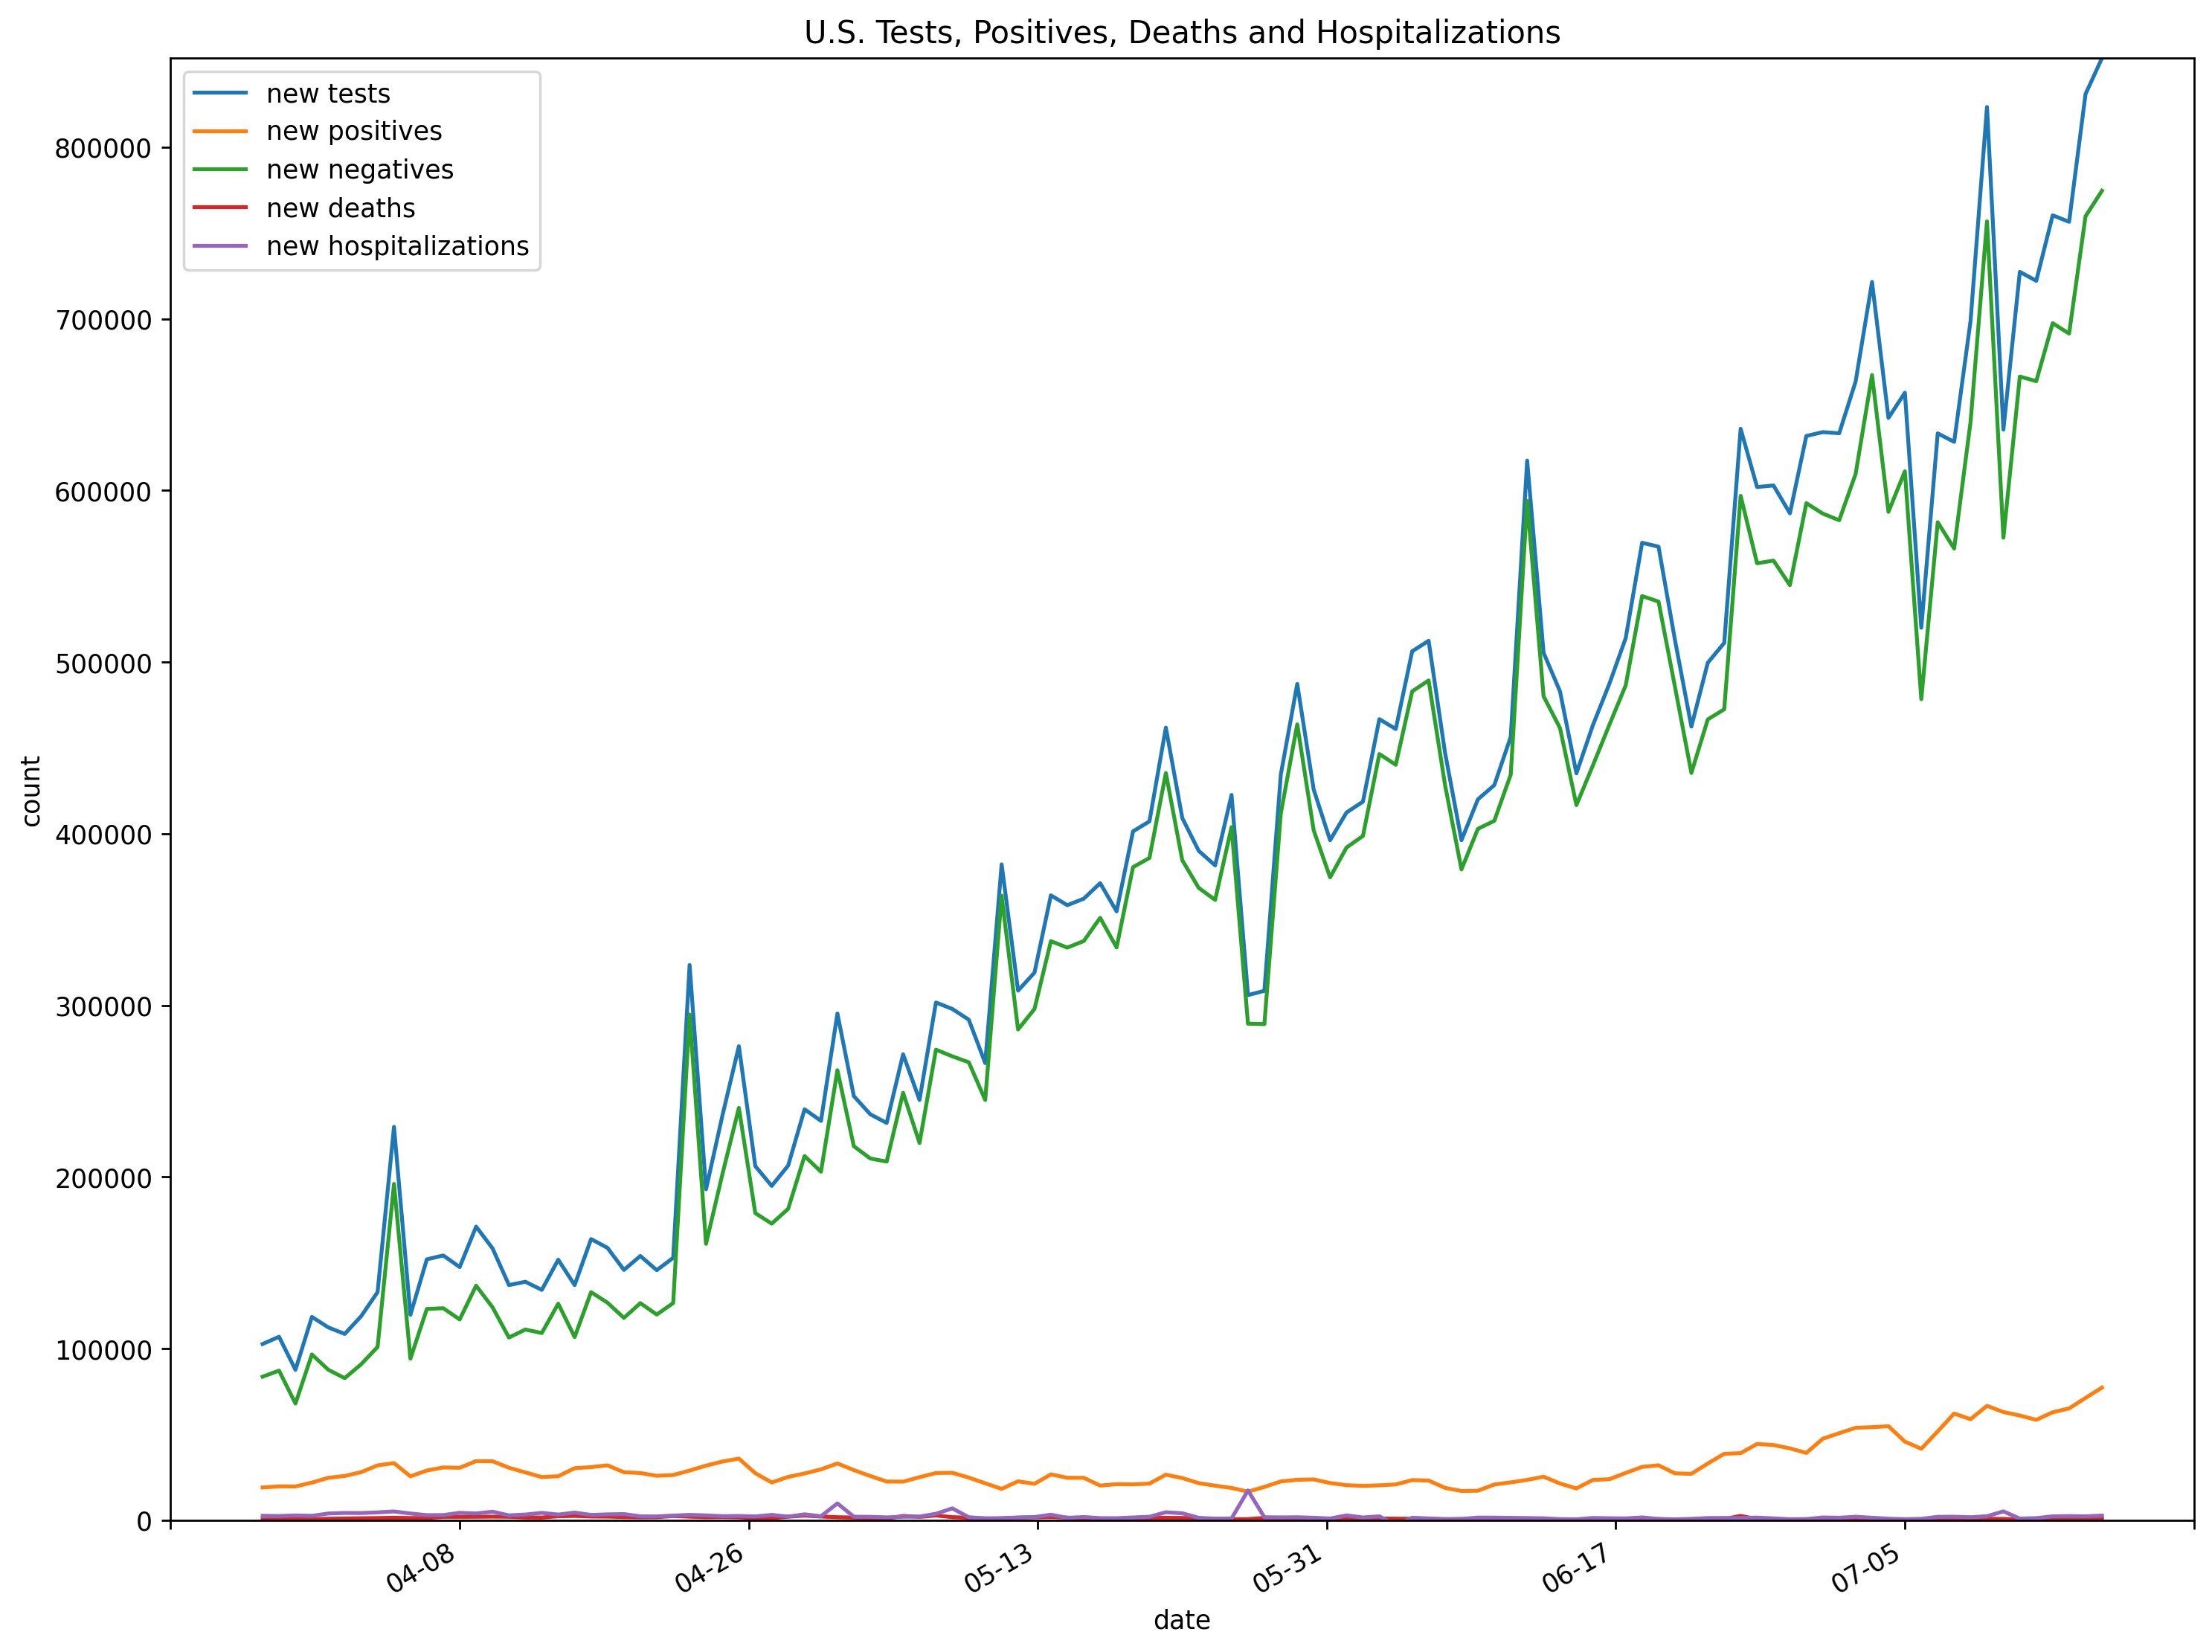 U.S. Tests, Positives, Deaths and Hospitalizations
new tests
new positives
new negatives
new deaths
new hospitalizations
800000
700000
600000
500000
400000
300000
200000
100000
0
count
04-08
04-26
05-13
05-31
06-17
07-05
date